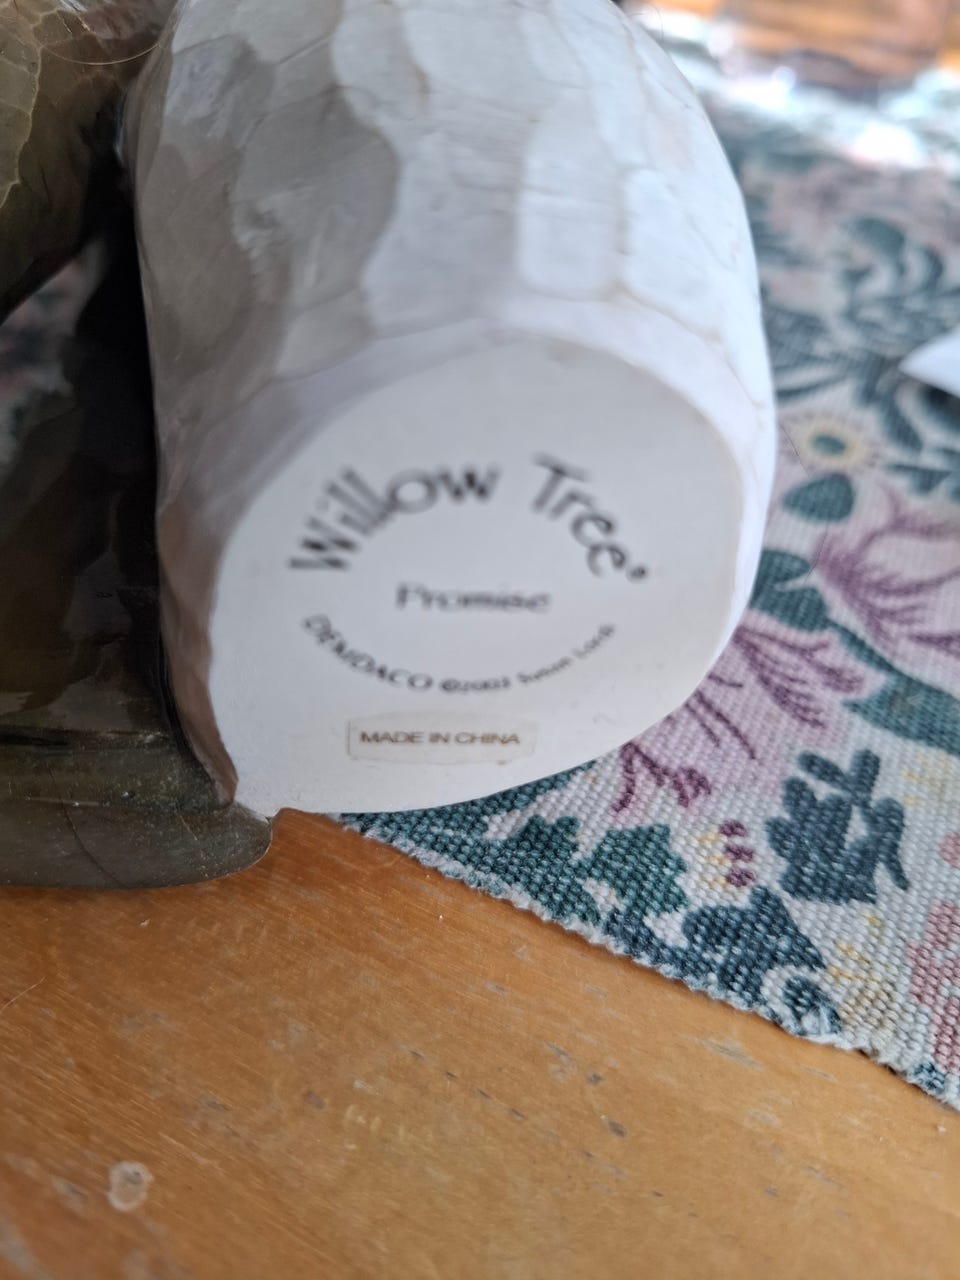 Willow Tree®
Promise
DEMDACO ©2003 Susan Lordi
MADE IN CHINA